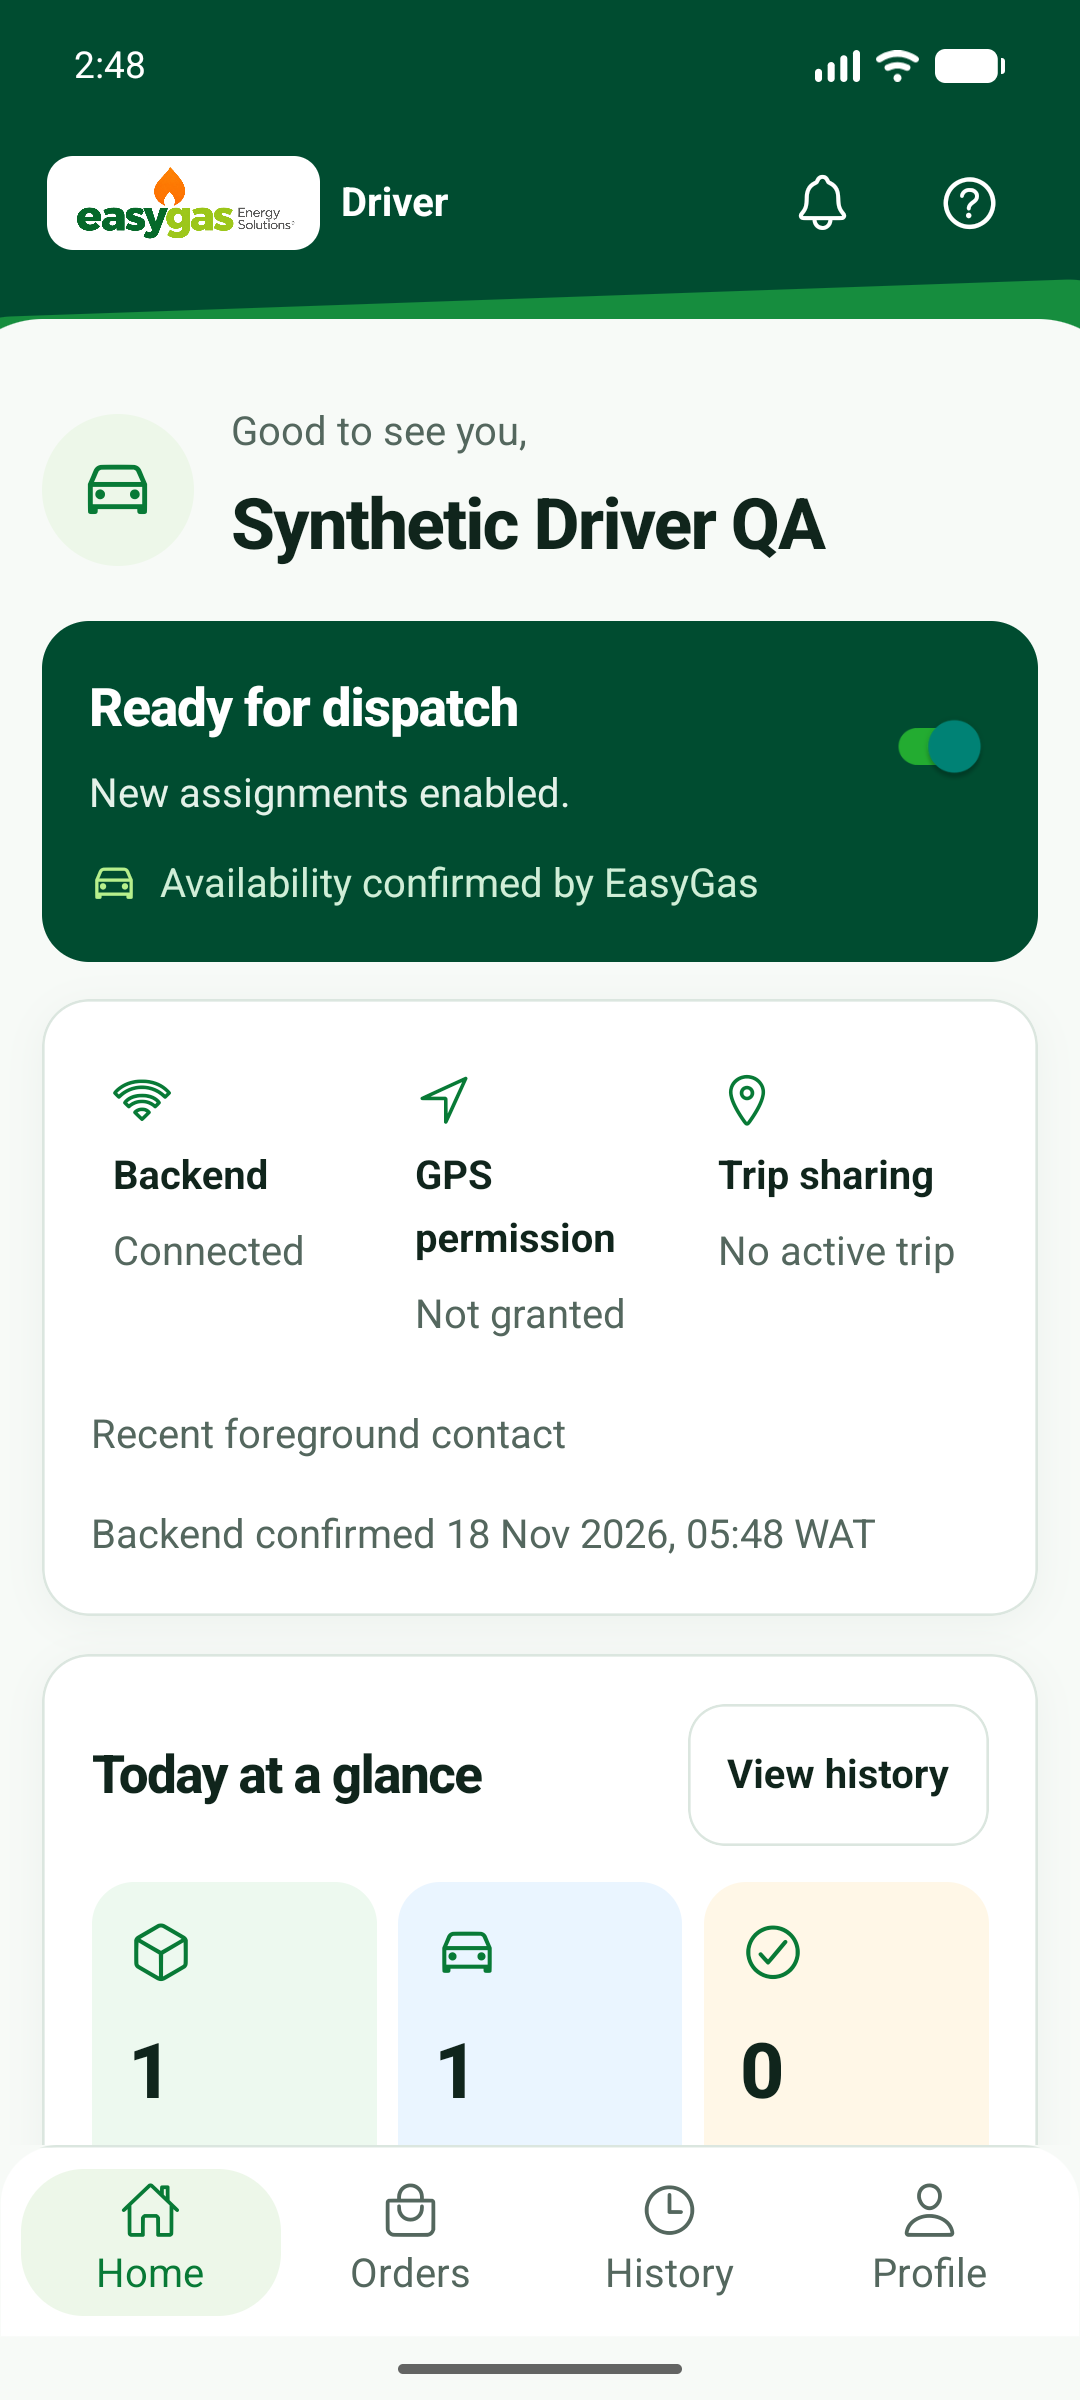 2:48
easygas Energy Solutions
Driver
Good to see you,
Synthetic Driver QA
Ready for dispatch
New assignments enabled.
Availability confirmed by EasyGas
Backend
Connected
GPS
permission
Not granted
Trip sharing
No active trip
Recent foreground contact
Backend confirmed 18 Nov 2026, 05:48 WAT
Today at a glance
View history
1
1
0
Home
Orders
History
Profile